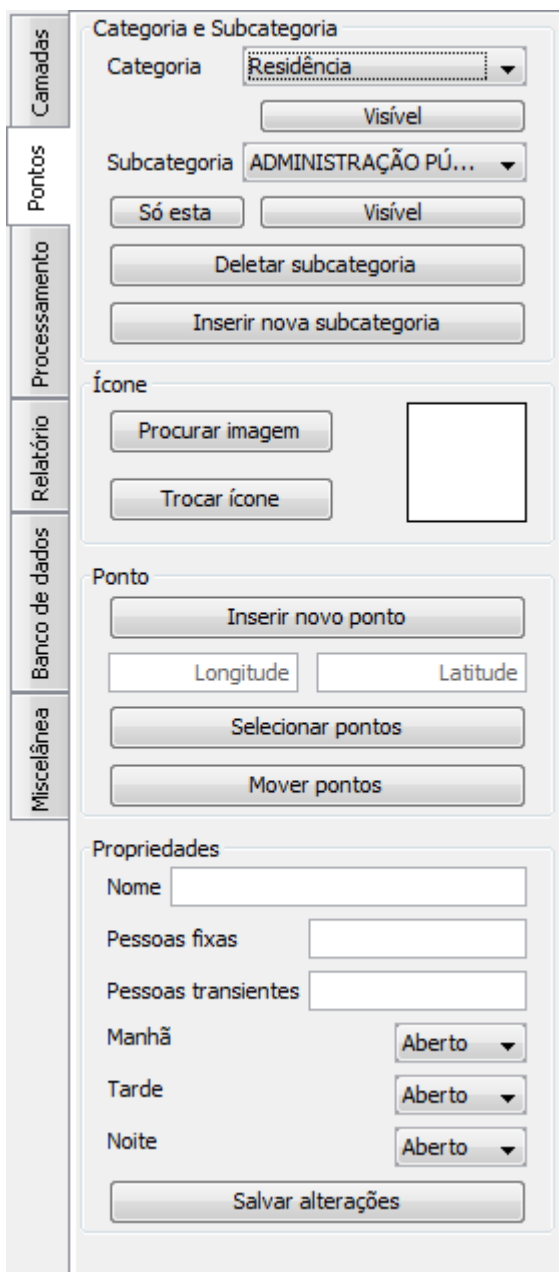 Camadas
Pontos
Processamento
Relatório
Banco de dados
Miscelânea
Categoria e Subcategoria
Categoria Residência
Visível
Subcategoria ADMINISTRAÇÃO PÚ...
Só esta Visível
Deletar subcategoria
Inserir nova subcategoria
Ícone
Procurar imagem
Trocar ícone
Ponto
Inserir novo ponto
Longitude Latitude
Selecionar pontos
Mover pontos
Propriedades
Nome
Pessoas fixas
Pessoas transientes
Manhã Aberto
Tarde Aberto
Noite Aberto
Salvar alterações